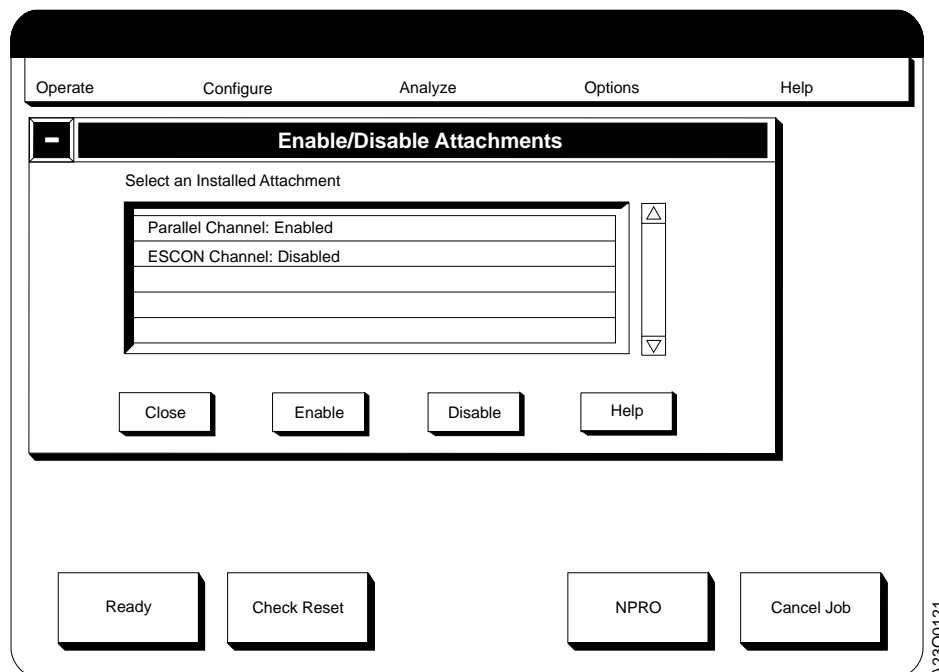 Operate Configure Analyze Options Help
Enable/Disable Attachments
Select an Installed Attachment
Parallel Channel: Enabled
ESCON Channel: Disabled
Close Enable Disable Help
Ready Check Reset NPRO Cancel Job
A23O0121